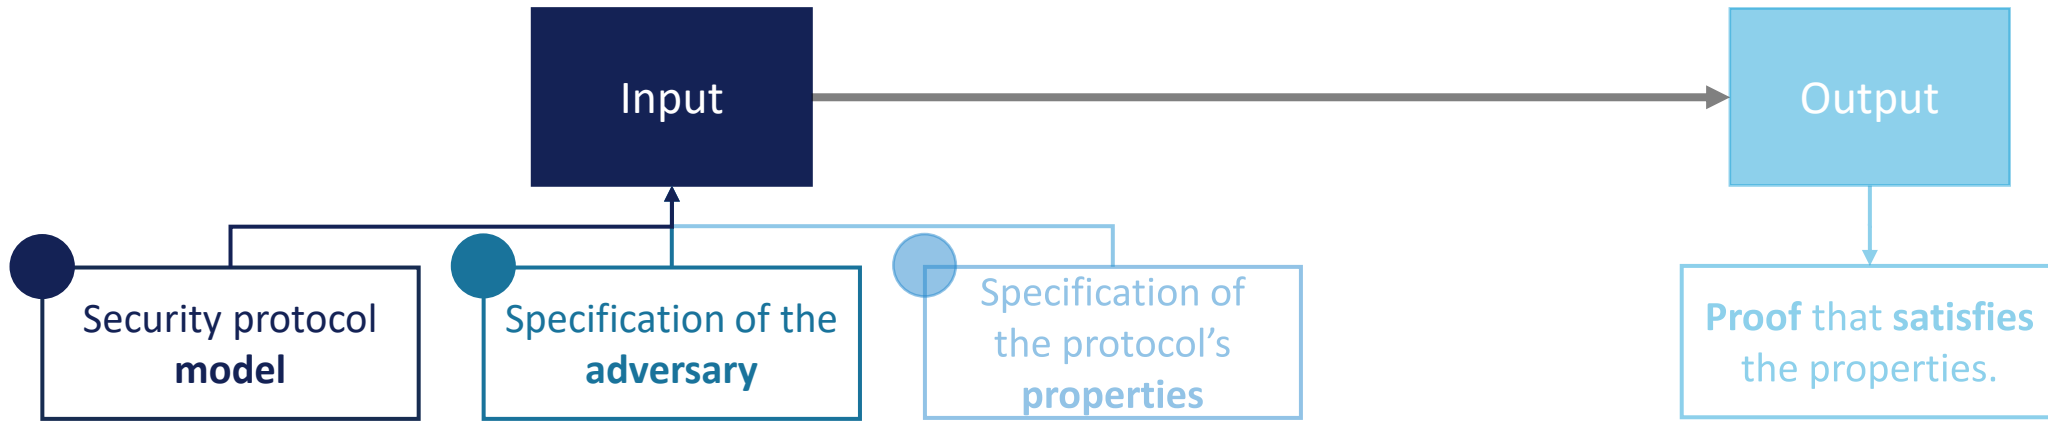 Input
Output
Security protocol
model
Specification of the
adversary
Specification of
the protocol’s
properties
Proof that satisfies
the properties.